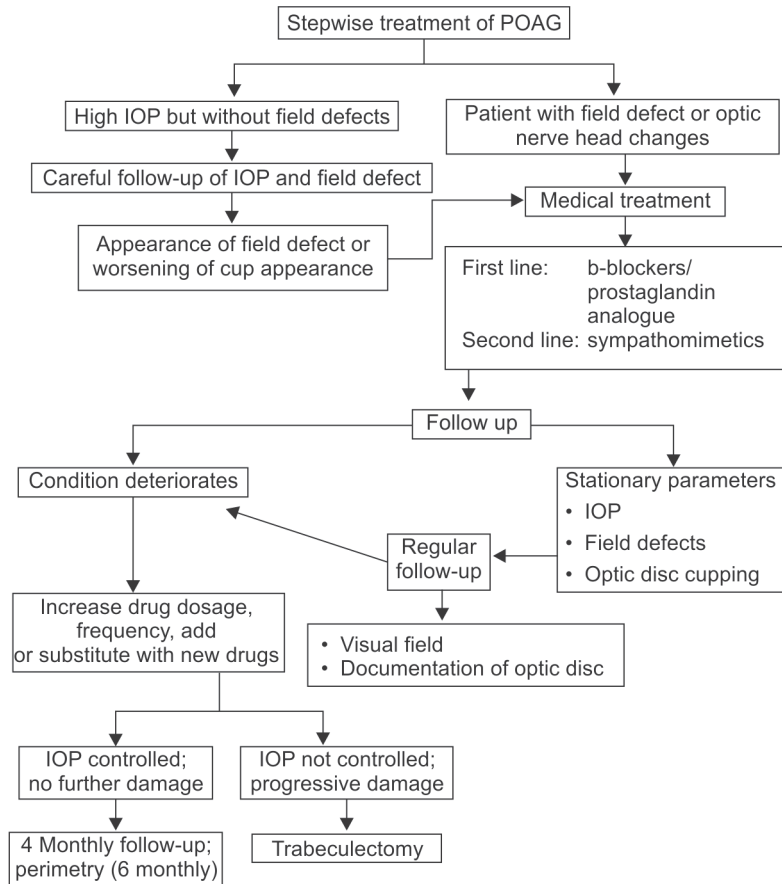 Stepwise treatment of POAG
High IOP but without field defects
Patient with field defect or optic
nerve head changes
Careful follow-up of IOP and field defect
Medical treatment
Appearance of field defect or
worsening of cup appearance
First line: b-blockers/
prostaglandin
analogue
Second line: sympathomimetics
Follow up
Condition deteriorates
Stationary parameters
• IOP
• Field defects
• Optic disc cupping
Regular
follow-up
Increase drug dosage,
frequency, add
or substitute with new drugs
• Visual field
• Documentation of optic disc
IOP controlled;
no further damage
IOP not controlled;
progressive damage
4 Monthly follow-up;
perimetry (6 monthly)
Trabeculectomy